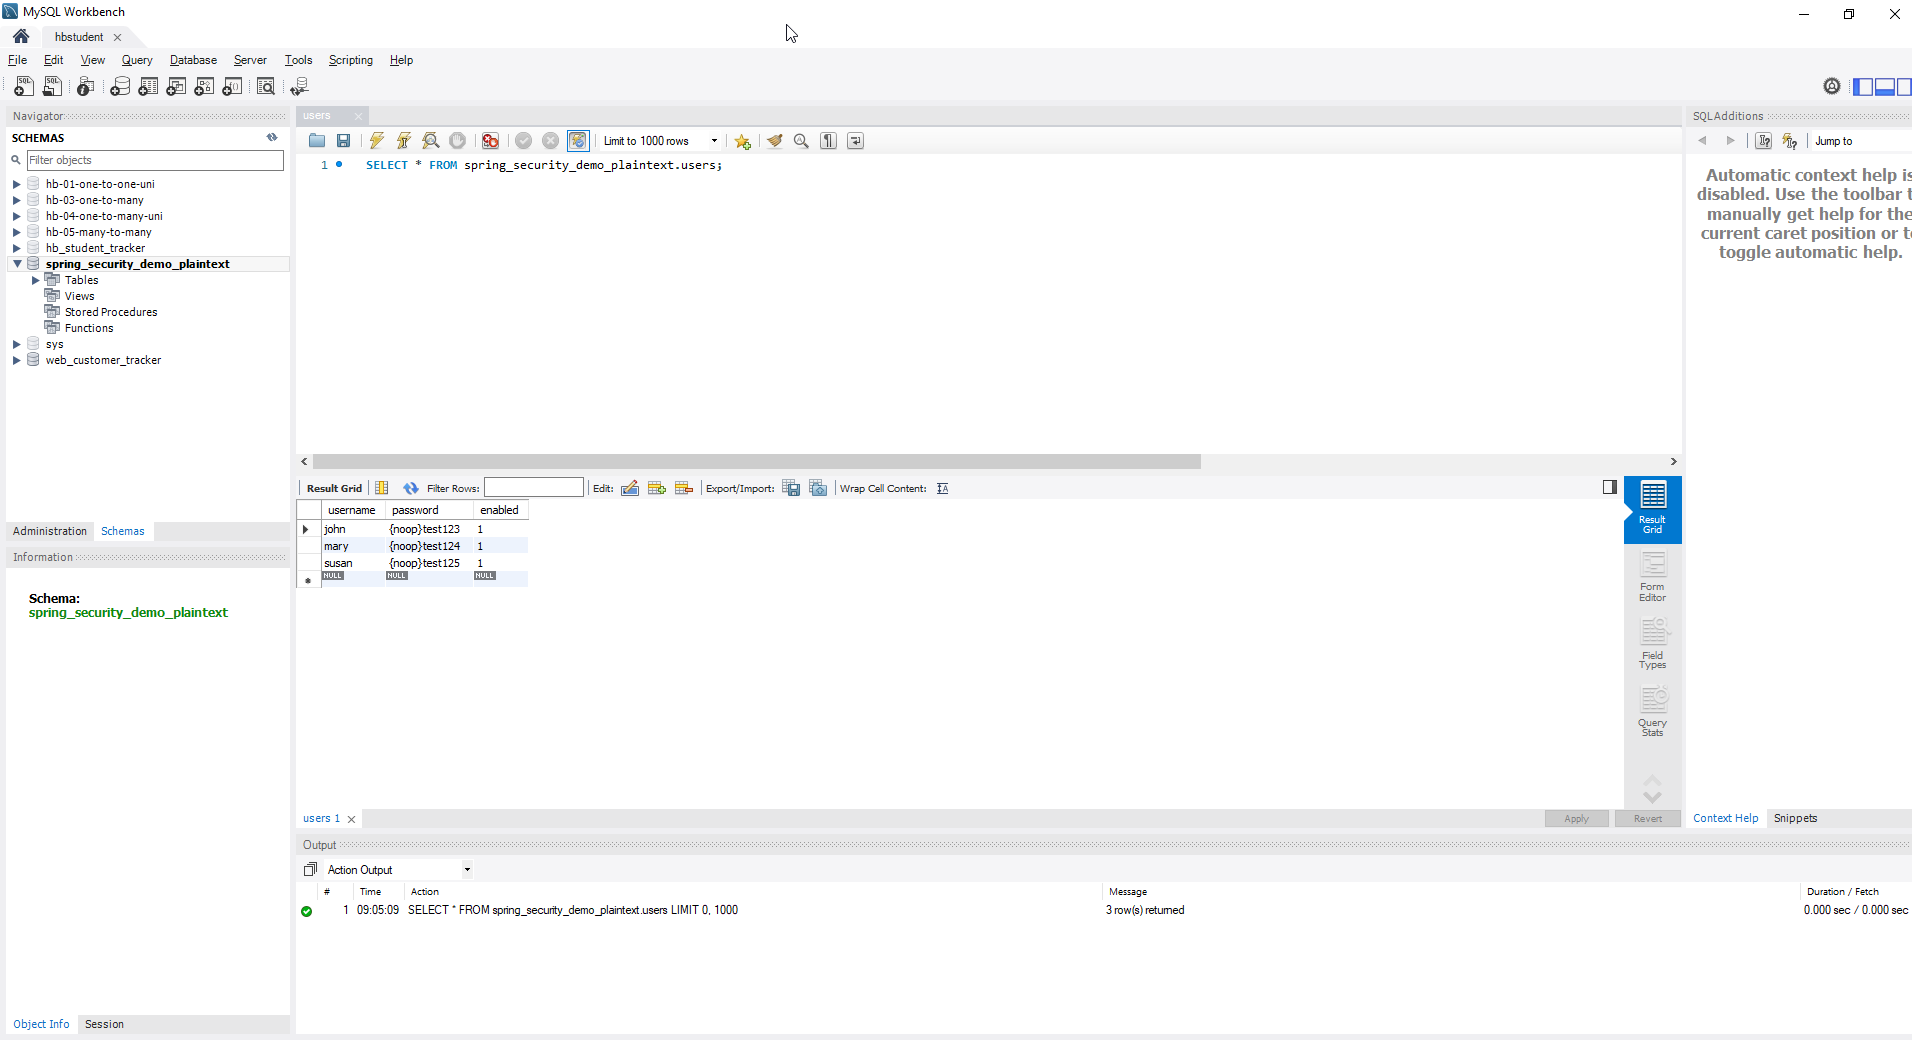 MySQL Workbench
hbstudent
File Edit View Query Database Server Tools Scripting Help
Navigator
SCHEMAS
Filter objects
hb-01-one-to-one-uni
hb-03-one-to-many
hb-04-one-to-many-uni
hb-05-many-to-many
hb_student_tracker
spring_security_demo_plaintext
Tables
Views
Stored Procedures
Functions
sys
web_customer_tracker
Administration Schemas
Information
Schema:
spring_security_demo_plaintext
Object Info Session
users
Limit to 1000 rows
1 SELECT * FROM spring_security_demo_plaintext.users;
Result Grid Filter Rows: Edit: Export/Import: Wrap Cell Content:
username password enabled
john {noop}test123 1
mary {noop}test124 1
susan {noop}test125 1
NULL NULL NULL
Result
Grid
Form
Editor
Field
Types
Query
Stats
users 1
Apply Revert
SQLAdditions
Jump to
Automatic context help is
disabled. Use the toolbar t
manually get help for the
current caret position or to
toggle automatic help.
Context Help Snippets
Output
Action Output
# Time Action Message Duration / Fetch
1 09:05:09 SELECT * FROM spring_security_demo_plaintext.users LIMIT 0, 1000 3 row(s) returned 0.000 sec / 0.000 sec